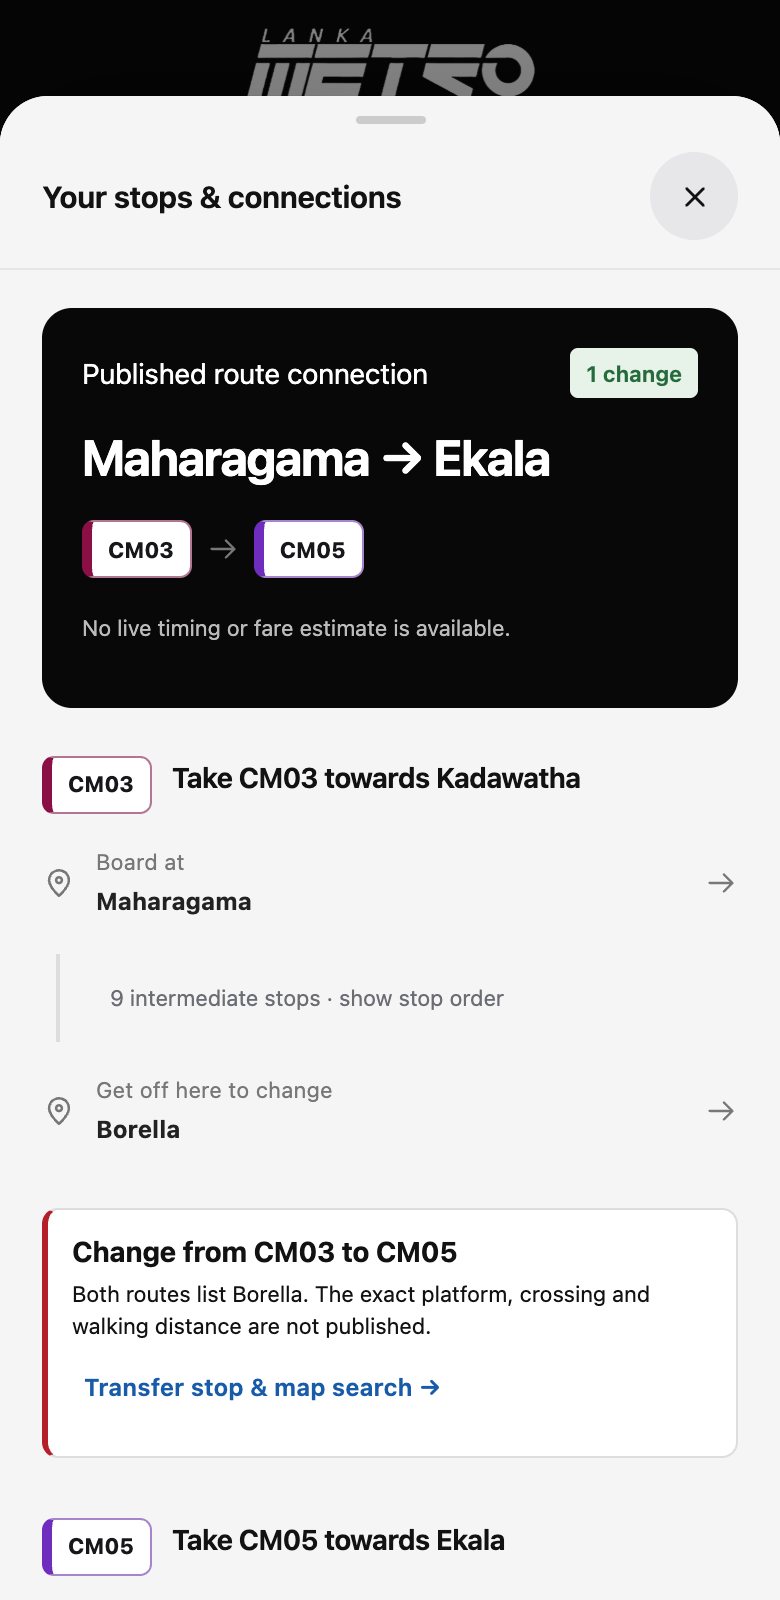 LANKA
METRO
Your stops & connections
Published route connection
1 change
Maharagama → Ekala
CM03 → CM05
No live timing or fare estimate is available.
CM03 Take CM03 towards Kadawatha
Board at
Maharagama
9 intermediate stops · show stop order
Get off here to change
Borella
Change from CM03 to CM05
Both routes list Borella. The exact platform, crossing and
walking distance are not published.
Transfer stop & map search →
CM05 Take CM05 towards Ekala